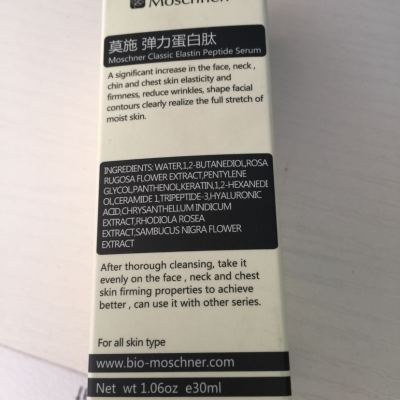 Moschner
莫施 弹力蛋白肽
Moschner Classic Elastin Peptide Serum
A significant increase in the face, neck ,
chin and chest skin elasticity and
firmness, reduce wrinkles, shape facial
contours clearly realize the full stretch of
moist skin.
INGREDIENTS: WATER,1,2-BUTANEDIOL,ROSA
RUGOSA FLOWER EXTRACT,PENTYLENE
GLYCOL,PANTHENOL,KERATIN,1,2-HEXANEDI
OL,CERAMIDE 1,TRIPEPTIDE-3,HYALURONIC
ACID,CHRYSANTHELLUM INDICUM
EXTRACT,RHODIOLA ROSEA
EXTRACT,SAMBUCUS NIGRA FLOWER
EXTRACT
After thorough cleansing, take it
evenly on the face , neck and chest
skin firming properties to achieve
better , can use it with other series.
For all skin type
www.bio-moschner.com
Net wt 1.06oz e30ml